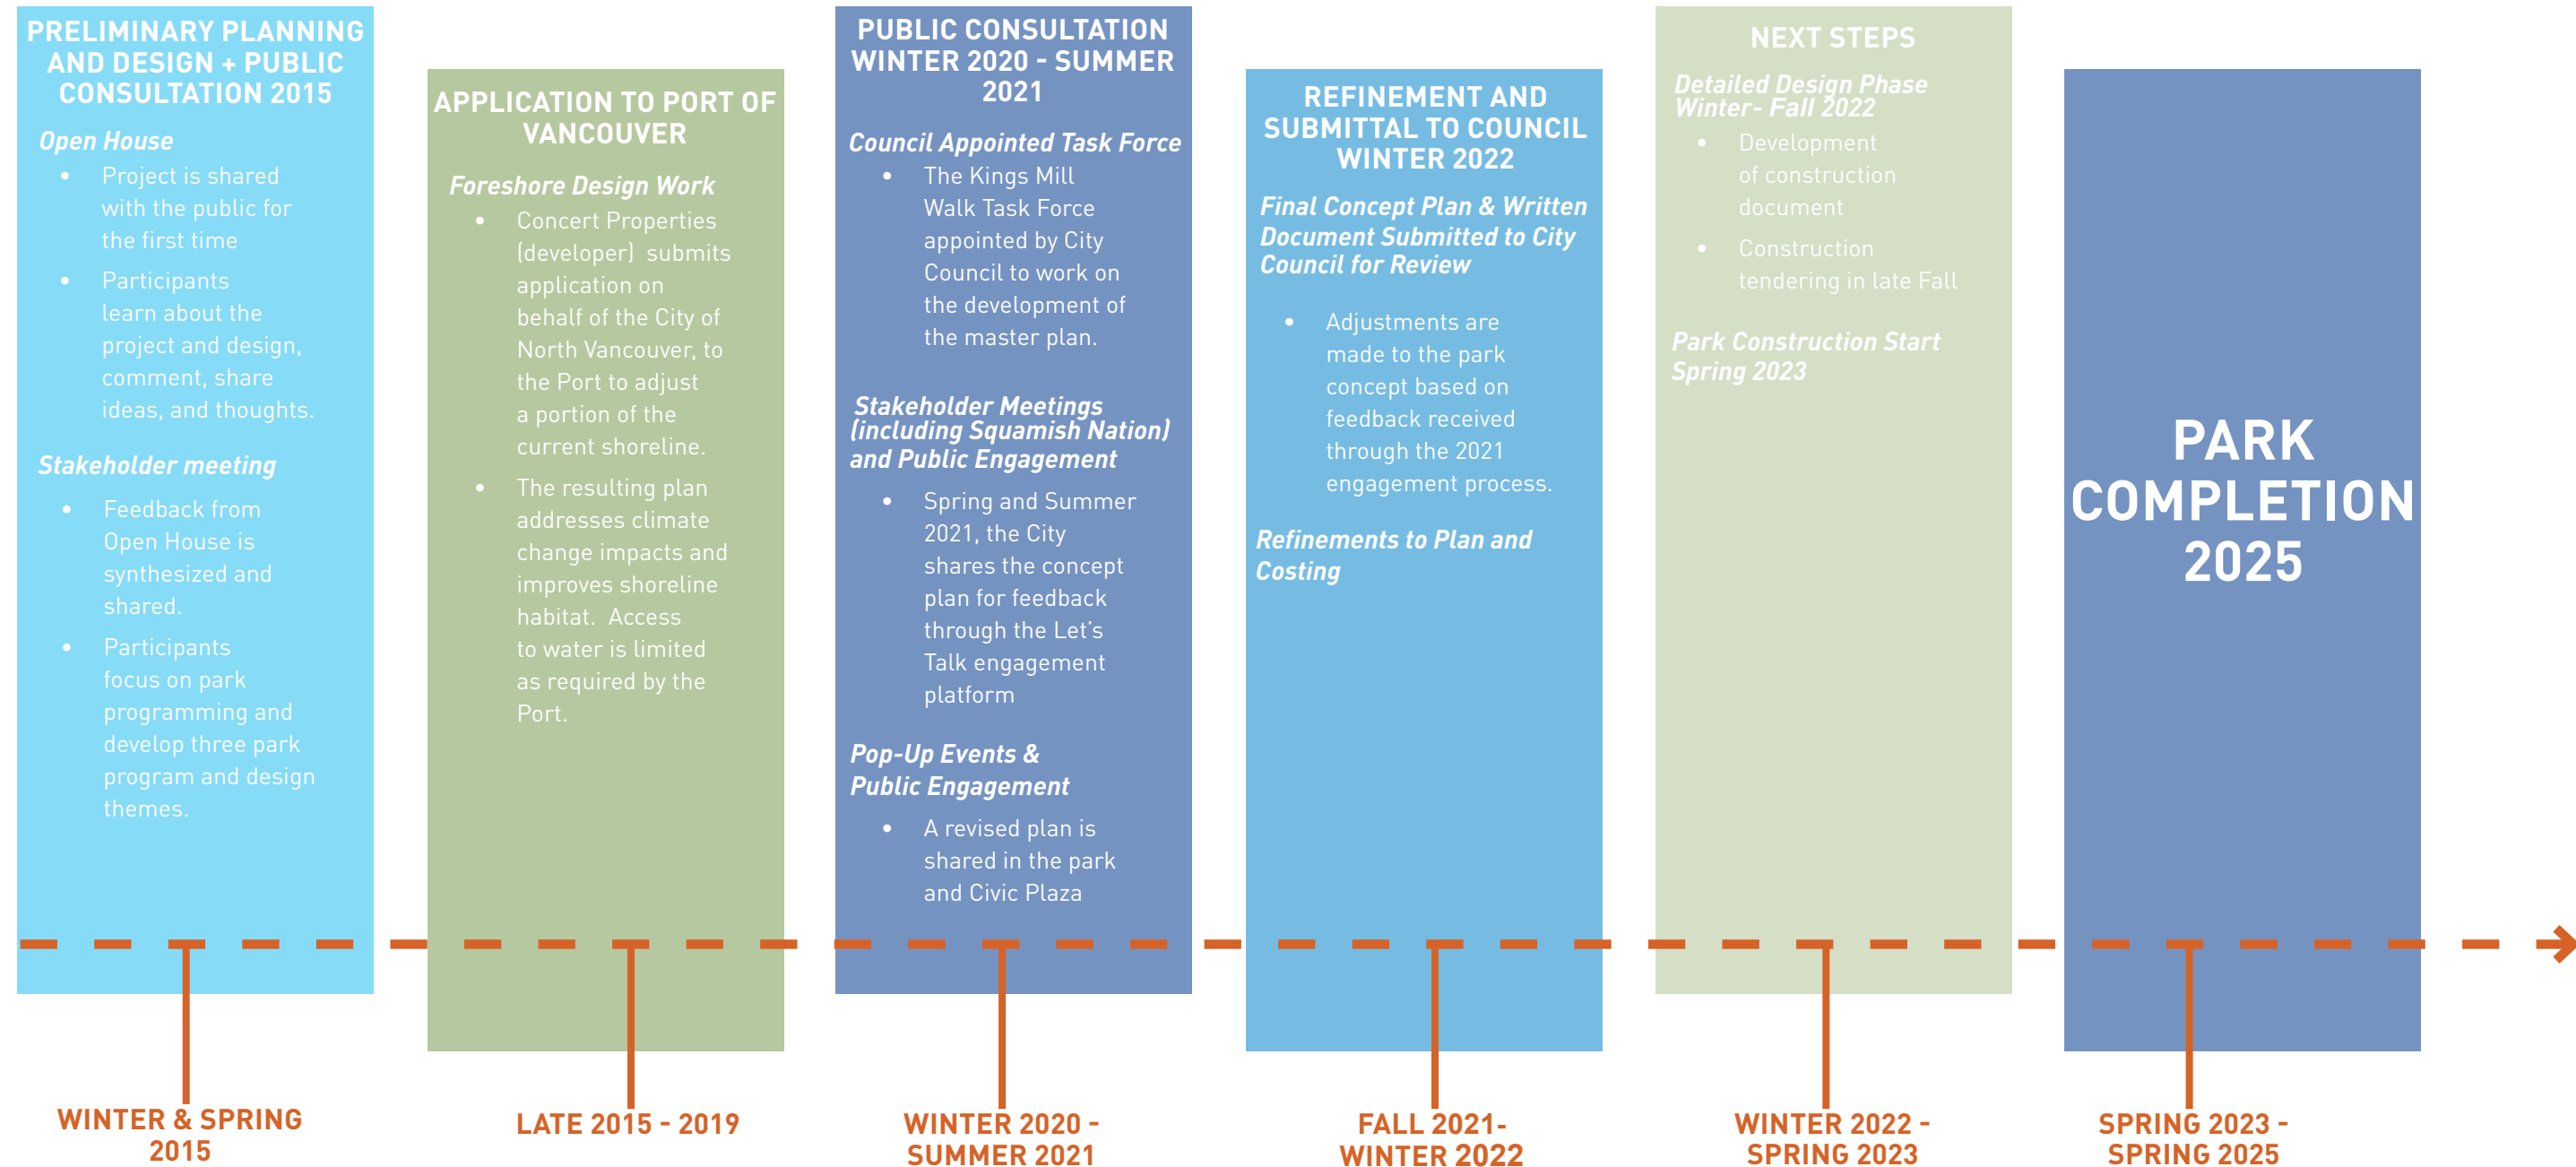 PRELIMINARY PLANNING
AND DESIGN + PUBLIC
CONSULTATION 2015
Open House
• Project is shared
with the public for
the first time
• Participants
learn about the
project and design,
comment, share
ideas, and thoughts.
Stakeholder meeting
• Feedback from
Open House is
synthesized and
shared.
• Participants
focus on park
programming and
develop three park
program and design
themes.
WINTER & SPRING
2015
APPLICATION TO PORT OF
VANCOUVER
Foreshore Design Work
• Concert Properties
(developer)  submits
application on
behalf of the City of
North Vancouver, to
the Port to adjust
a portion of the
current shoreline.
• The resulting plan
addresses climate
change impacts and
improves shoreline
habitat.  Access
to water is limited
as required by the
Port.
LATE 2015 - 2019
PUBLIC CONSULTATION
WINTER 2020 - SUMMER
2021
Council Appointed Task Force
• The Kings Mill
Walk Task Force
appointed by City
Council to work on
the development of
the master plan.
Stakeholder Meetings
(including Squamish Nation)
and Public Engagement
• Spring and Summer
2021, the City
shares the concept
plan for feedback
through the Let's
Talk engagement
platform
Pop-Up Events &
Public Engagement
• A revised plan is
shared in the park
and Civic Plaza
WINTER 2020 -
SUMMER 2021
REFINEMENT AND
SUBMITTAL TO COUNCIL
WINTER 2022
Final Concept Plan & Written
Document Submitted to City
Council for Review
• Adjustments are
made to the park
concept based on
feedback received
through the 2021
engagement process.
Refinements to Plan and
Costing
FALL 2021-
WINTER 2022
NEXT STEPS
Detailed Design Phase
Winter- Fall 2022
• Development
of construction
document
• Construction
tendering in late Fall
Park Construction Start
Spring 2023
WINTER 2022 -
SPRING 2023
PARK
COMPLETION
2025
SPRING 2023 -
SPRING 2025